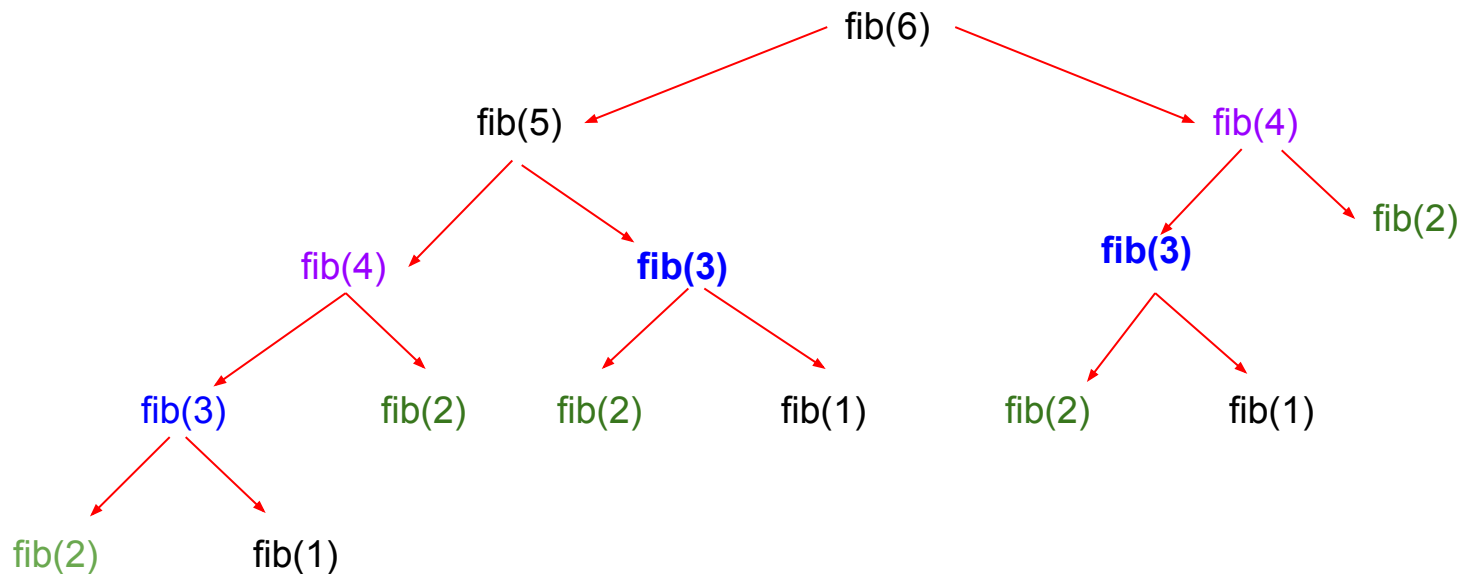 fib(6)
fib(5) fib(4)
fib(2)
fib(4) fib(3) fib(3)
fib(3) fib(2) fib(2) fib(1) fib(2) fib(1)
fib(2) fib(1)